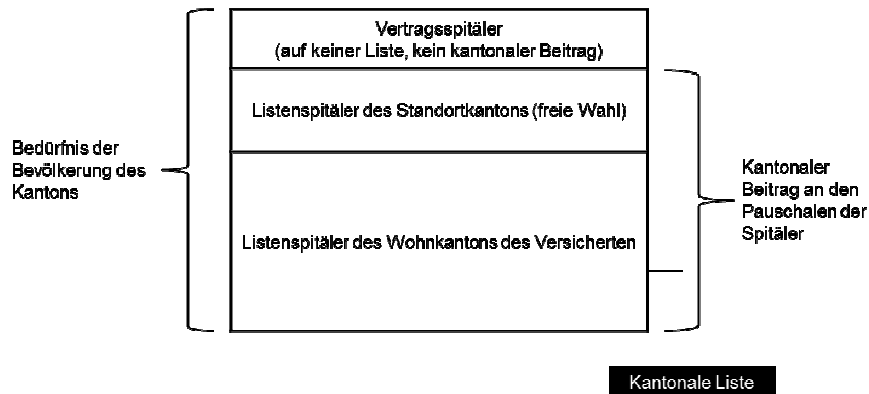 Vertragsspitäler
(auf keiner Liste, kein kantonaler Beitrag)
Listenspitäler des Standortkantons (freie Wahl)
Bedürfnis der
Bevölkerung des
Kantons
Kantonaler
Beitrag an den
Pauschalen der
Spitäler
Listenspitäler des Wohnkantons des Versicherten
Kantonale Liste